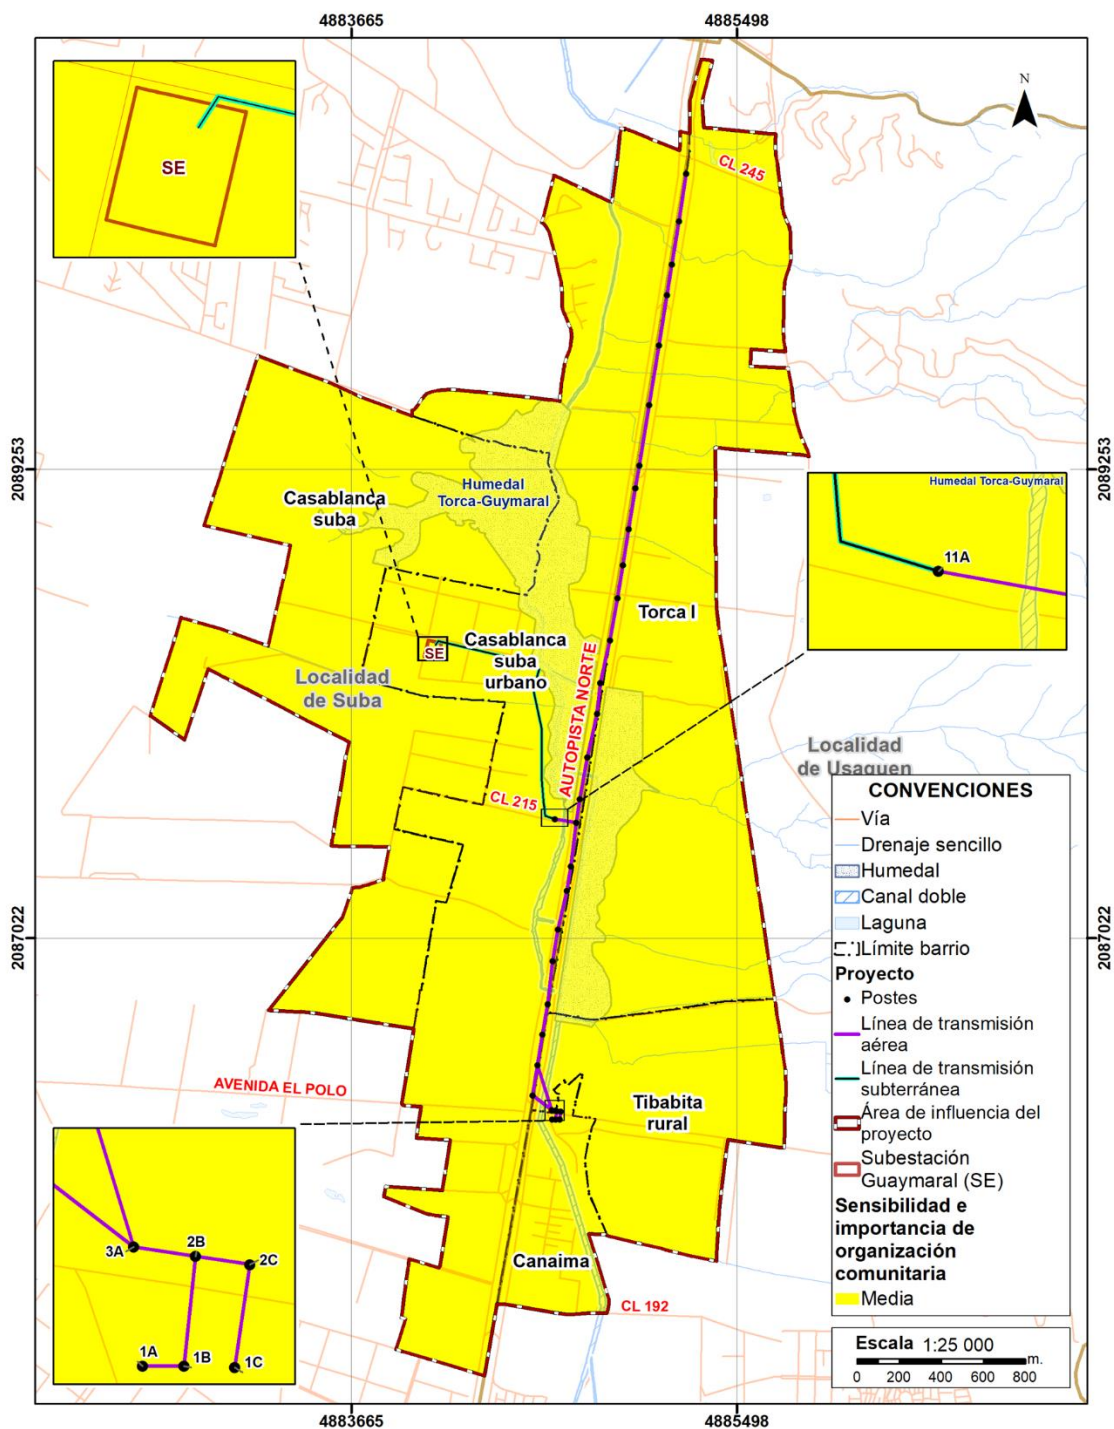 4883665
4885498
N
SE
CL 245
2089253
2089253
Humedal
Torca-Guymaral
Casablanca
suba
Humedal Torca-Guymaral
11A
Torca I
Casablanca
suba
urbano
SE
Localidad
de Suba
AUTOPISTA NORTE
Localidad
de Usaquen
CL 215
CONVENCIONES
Vía
Drenaje sencillo
Humedal
Canal doble
Laguna
Límite barrio
Proyecto
Postes
Línea de transmisión
aérea
Línea de transmisión
subterránea
Área de influencia del
proyecto
Subestación
Guaymaral (SE)
Sensibilidad e
importancia de
organización
comunitaria
Media
2087022
2087022
AVENIDA EL POLO
Tibabita
rural
3A
2B
2C
1A
1B
1C
Canaima
CL 192
Escala 1:25 000
m.
0 200 400 600 800
4883665
4885498